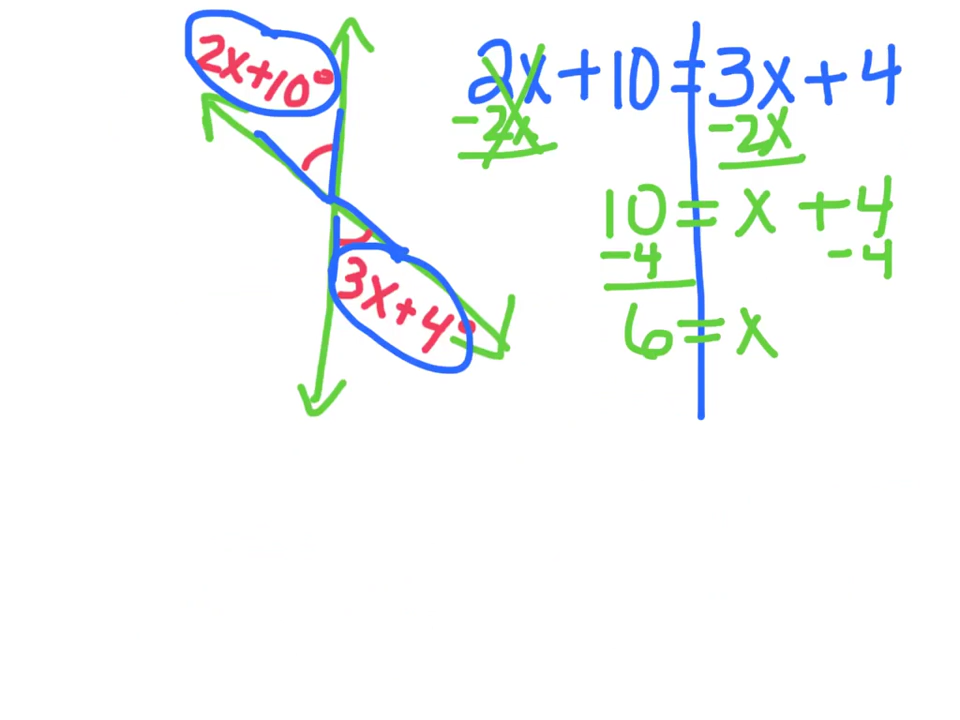 2x+10°
3x+4°
2x+10=3x+4
-2x -2x
10=x+4
-4 -4
6=x